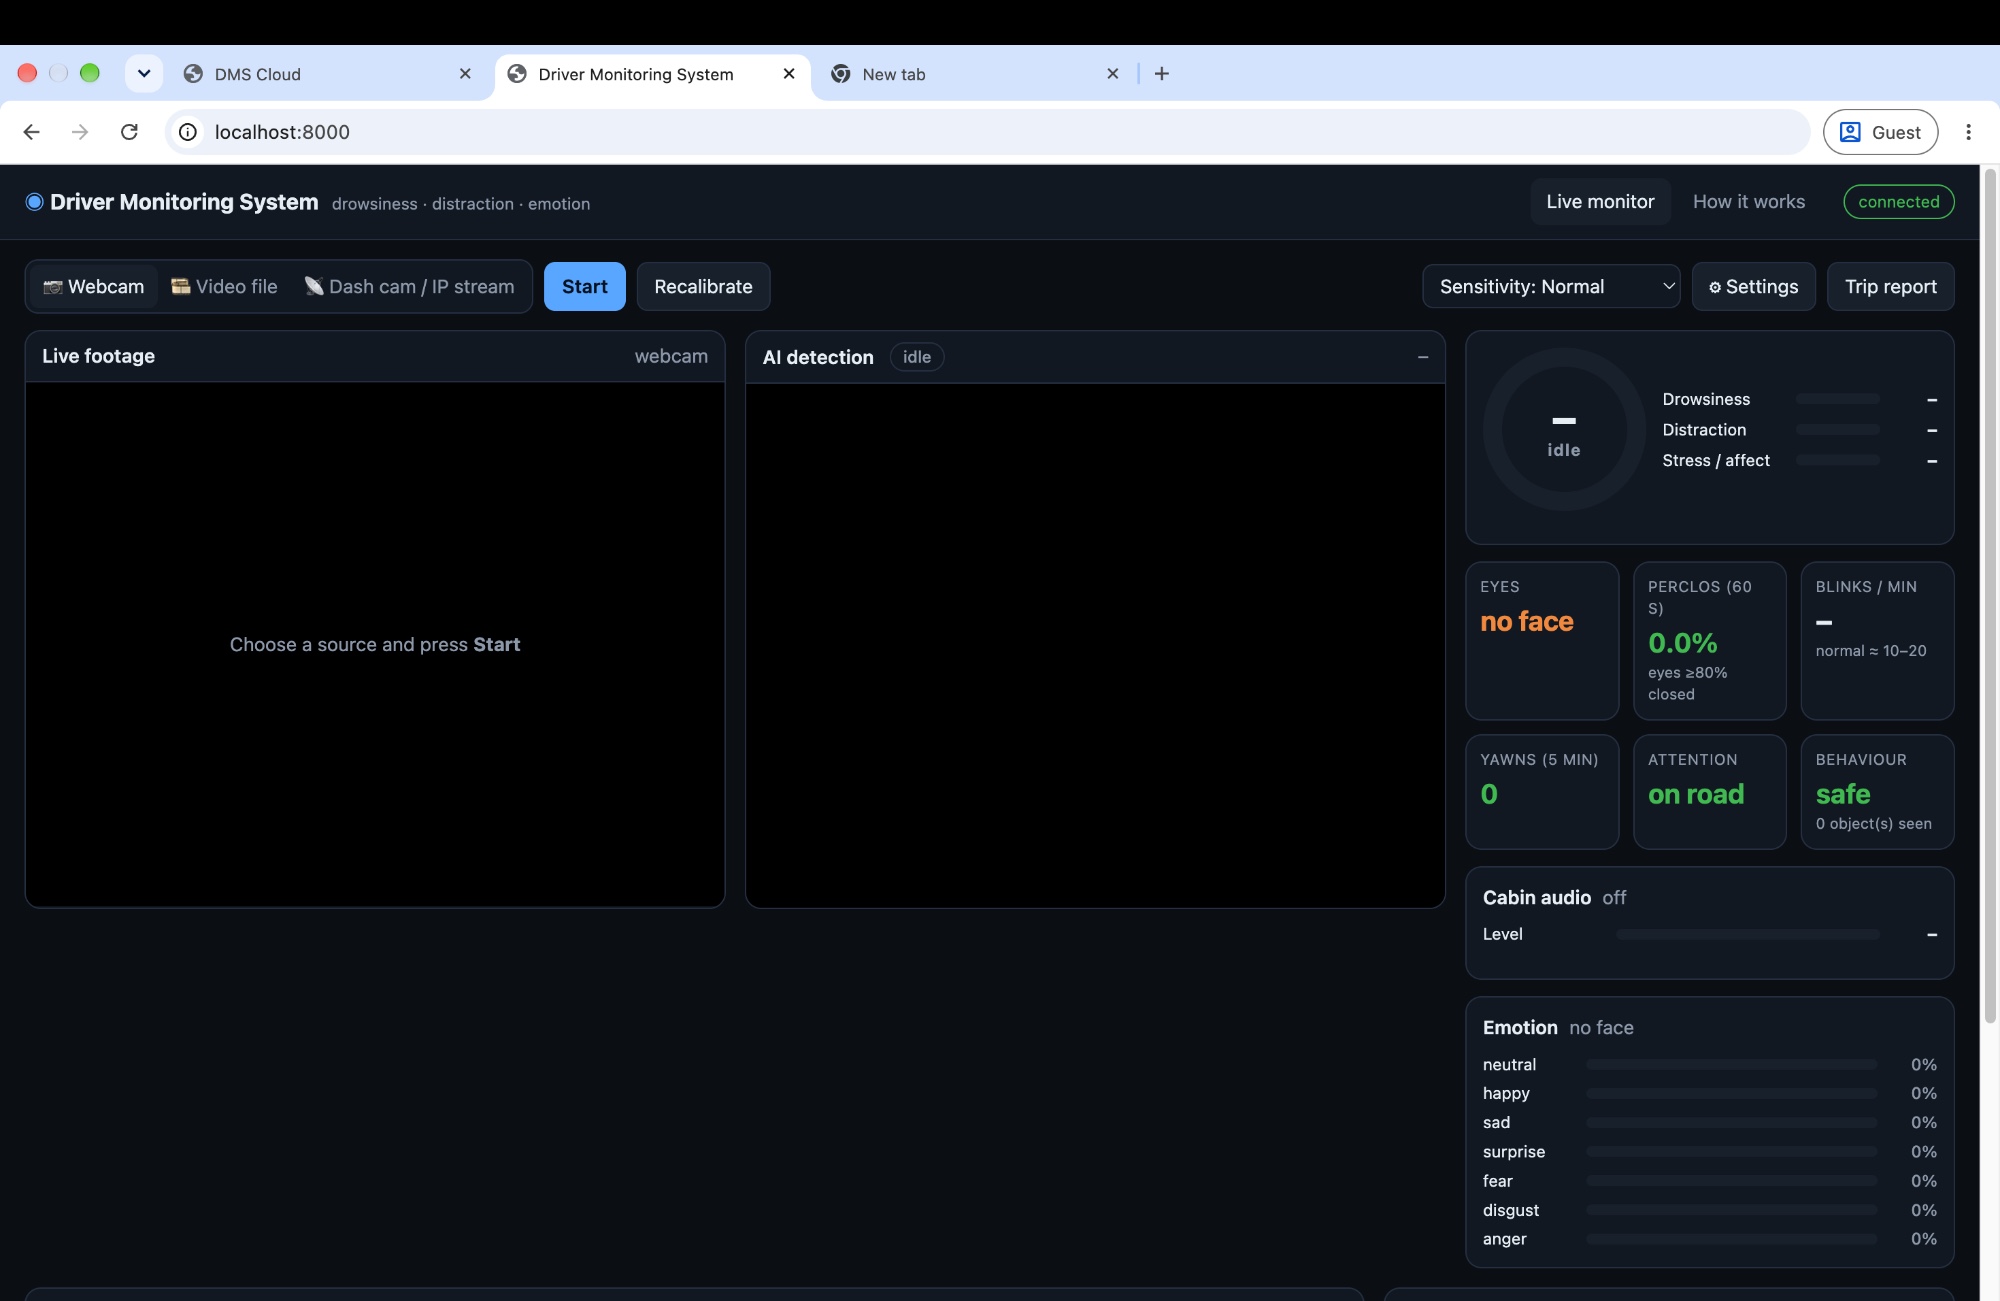 DMS Cloud
Driver Monitoring System
New tab
localhost:8000
Guest
Driver Monitoring System drowsiness · distraction · emotion
Live monitor
How it works
connected
Webcam
Video file
Dash cam / IP stream
Start
Recalibrate
Sensitivity: Normal
Settings
Trip report
Live footage
webcam
Choose a source and press Start
AI detection
idle
–
–
idle
Drowsiness –
Distraction –
Stress / affect –
EYES
no face
PERCLOS (60
S)
0.0%
eyes ≥80%
closed
BLINKS / MIN
–
normal ≈ 10–20
YAWNS (5 MIN)
0
ATTENTION
on road
BEHAVIOUR
safe
0 object(s) seen
Cabin audio off
Level –
Emotion no face
neutral 0%
happy 0%
sad 0%
surprise 0%
fear 0%
disgust 0%
anger 0%